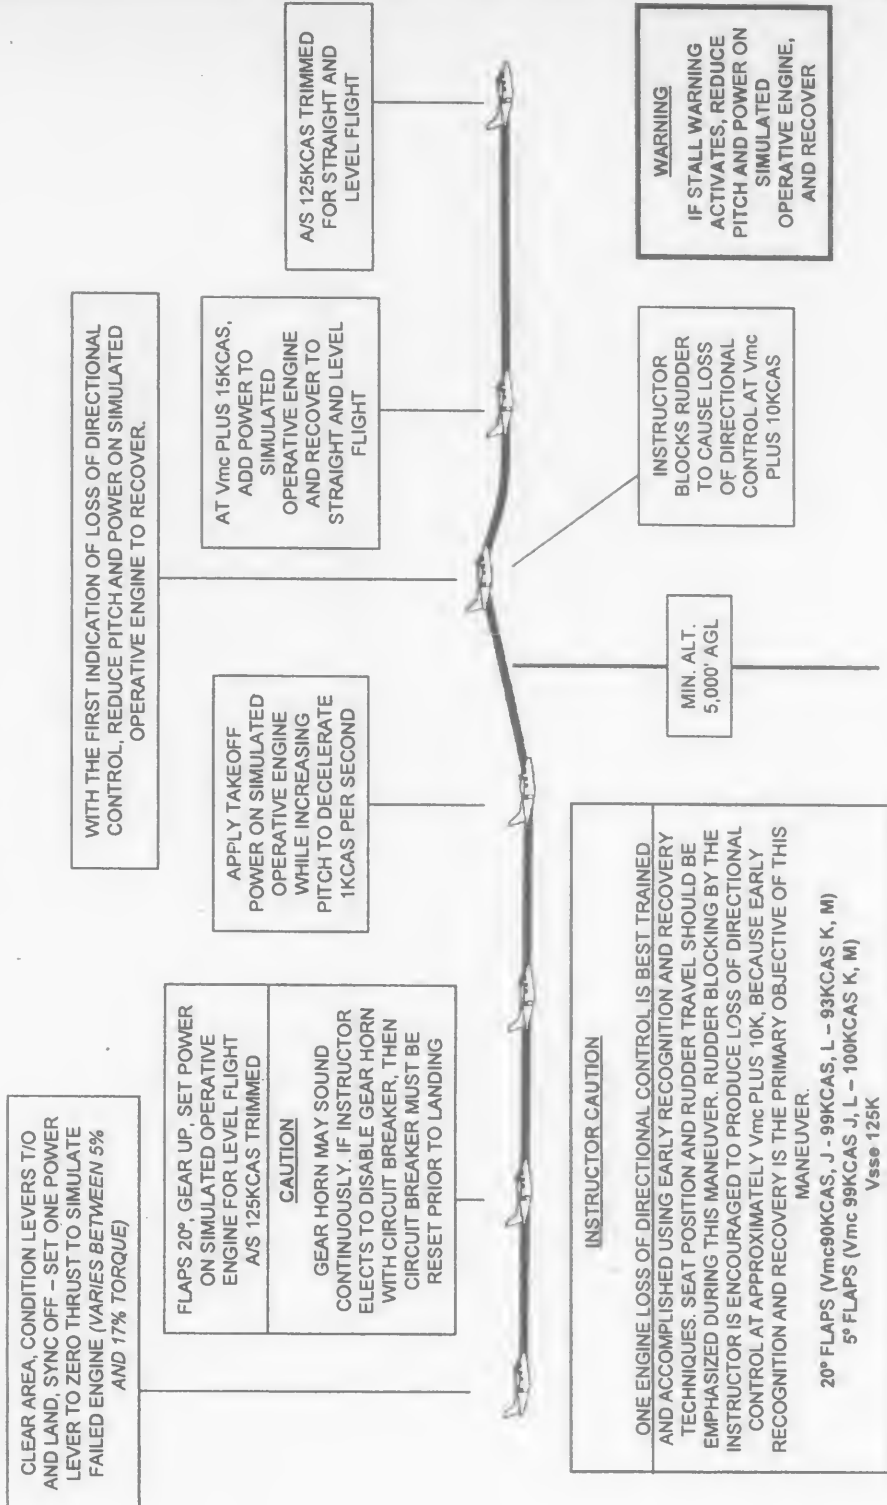 CLEAR AREA, CONDITION LEVERS T/O
AND LAND, SYNC OFF – SET ONE POWER
LEVER TO ZERO THRUST TO SIMULATE
FAILED ENGINE (VARIES BETWEEN 5%
AND 17% TORQUE)
FLAPS 20º, GEAR UP, SET POWER
ON SIMULATED OPERATIVE
ENGINE FOR LEVEL FLIGHT
A/S 125KCAS TRIMMED
CAUTION
GEAR HORN MAY SOUND
CONTINUOUSLY. IF INSTRUCTOR
ELECTS TO DISABLE GEAR HORN
WITH CIRCUIT BREAKER, THEN
CIRCUIT BREAKER MUST BE
RESET PRIOR TO LANDING
APPLY TAKEOFF
POWER ON SIMULATED
OPERATIVE ENGINE
WHILE INCREASING
PITCH TO DECELERATE
1KCAS PER SECOND
WITH THE FIRST INDICATION OF LOSS OF DIRECTIONAL
CONTROL, REDUCE PITCH AND POWER ON SIMULATED
OPERATIVE ENGINE TO RECOVER.
AT Vmc PLUS 15KCAS,
ADD POWER TO
SIMULATED
OPERATIVE ENGINE
AND RECOVER TO
STRAIGHT AND LEVEL
FLIGHT
A/S 125KCAS TRIMMED
FOR STRAIGHT AND
LEVEL FLIGHT
INSTRUCTOR CAUTION
ONE ENGINE LOSS OF DIRECTIONAL CONTROL IS BEST TRAINED
AND ACCOMPLISHED USING EARLY RECOGNITION AND RECOVERY
TECHNIQUES. SEAT POSITION AND RUDDER TRAVEL SHOULD BE
EMPHASIZED DURING THIS MANEUVER. RUDDER BLOCKING BY THE
INSTRUCTOR IS ENCOURAGED TO PRODUCE LOSS OF DIRECTIONAL
CONTROL AT APPROXIMATELY Vmc PLUS 10K, BECAUSE EARLY
RECOGNITION AND RECOVERY IS THE PRIMARY OBJECTIVE OF THIS
MANEUVER.
20º FLAPS (Vmc90KCAS, J - 99KCAS, L – 93KCAS K, M)
5º FLAPS (Vmc 99KCAS J, L – 100KCAS K, M)
Vsse 125K
MIN. ALT.
5,000' AGL
INSTRUCTOR
BLOCKS RUDDER
TO CAUSE LOSS
OF DIRECTIONAL
CONTROL AT Vmc
PLUS 10KCAS
WARNING
IF STALL WARNING
ACTIVATES, REDUCE
PITCH AND POWER ON
SIMULATED
OPERATIVE ENGINE,
AND RECOVER